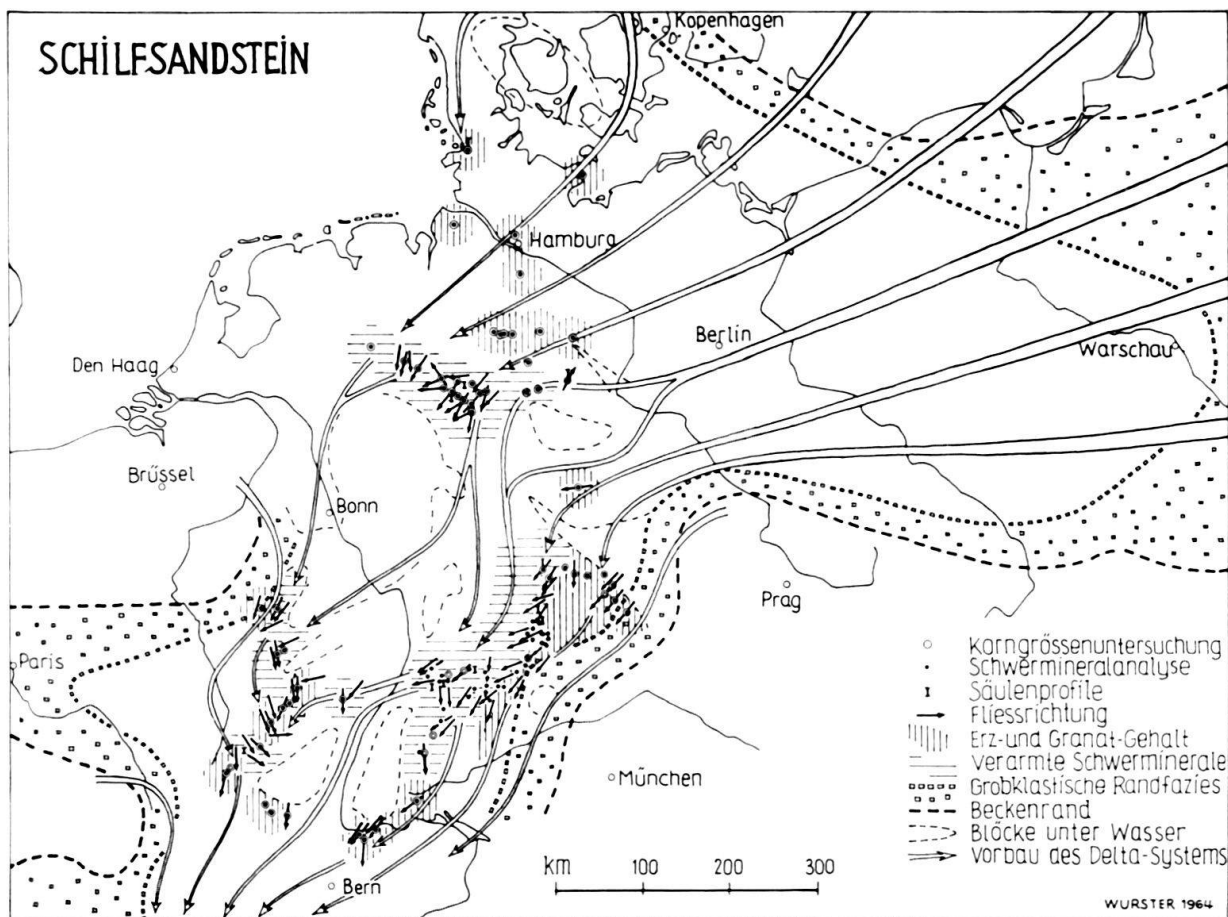 SCHILFSANDSTEIN
Kopenhagen
Hamburg
Berlin
Warschau
Den Haag
Brüssel
Bonn
Prag
Paris
München
Bern
Korngrössenuntersuchung
Schwermineralanalyse
Säulenprofile
Fliessrichtung
Erz-und Granat-Gehalt
verarmte Schwerminerale
Grobklastische Randfazies
Beckenrand
Blöcke unter Wasser
Vorbau des Delta-Systems
km 100 200 300
WURSTER 1964